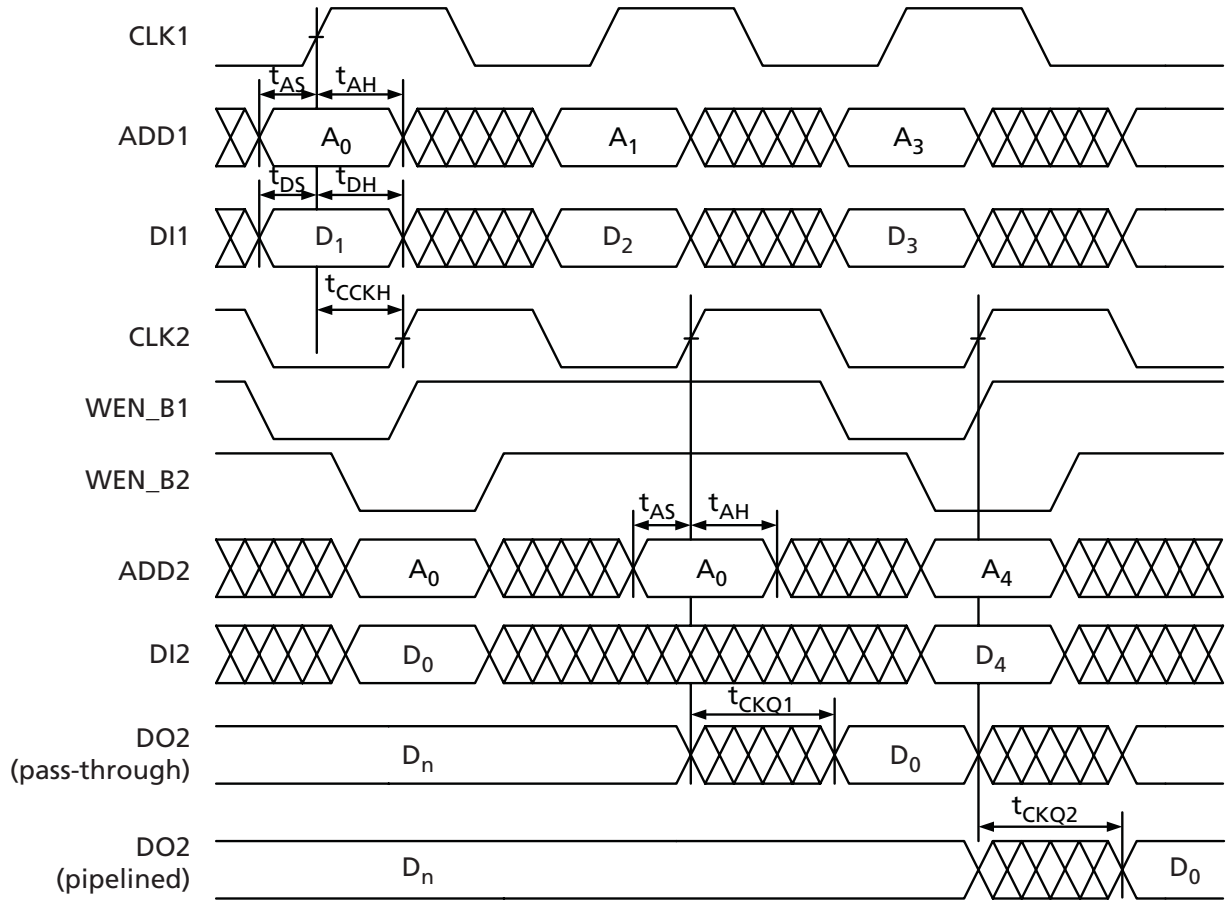 CLK1
tAS tAH
ADD1 A0 A1 A3
tDS tDH
DI1 D1 D2 D3
tCCKH
CLK2
WEN_B1
WEN_B2
tAS tAH
ADD2 A0 A0 A4
DI2 D0 D4
tCKQ1
DO2
(pass-through) Dn D0
tCKQ2
DO2
(pipelined) Dn D0